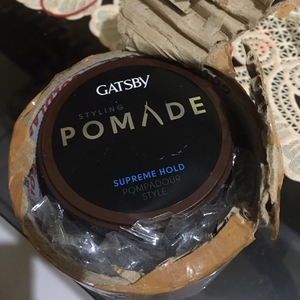 GATSBY
STYLING
POMADE
SUPREME HOLD
POMPADOUR
STYLE